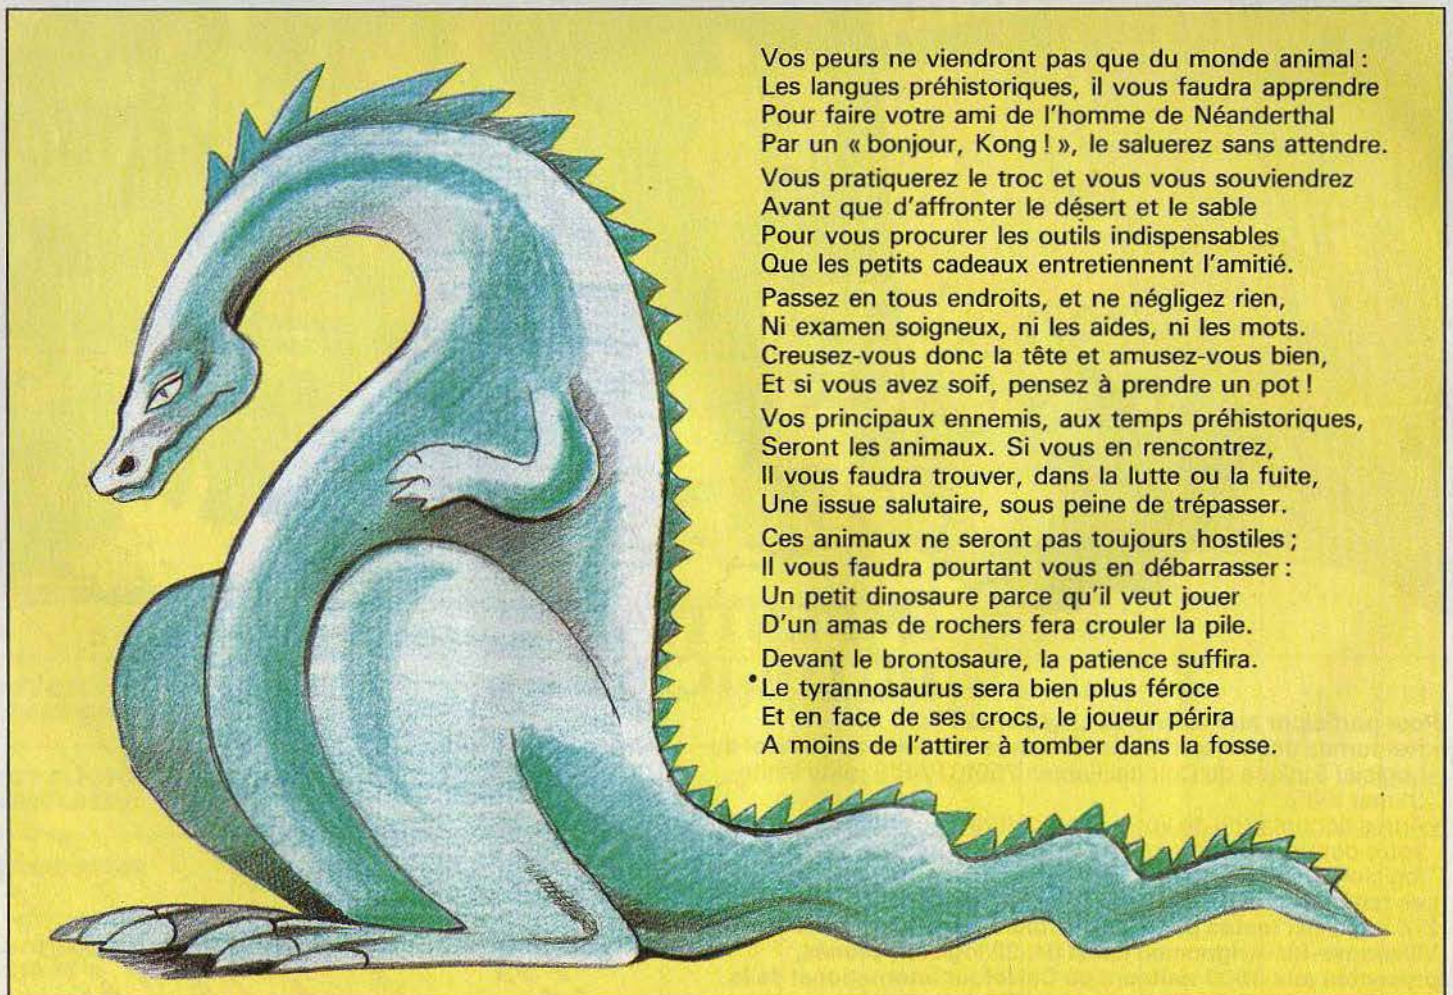 Vos peurs ne viendront pas que du monde animal :
Les langues préhistoriques, il vous faudra apprendre
Pour faire votre ami de l'homme de Néanderthal
Par un « bonjour, Kong ! », le saluerez sans attendre.
Vous pratiquerez le troc et vous vous souviendrez
Avant que d'affronter le désert et le sable
Pour vous procurer les outils indispensables
Que les petits cadeaux entretiennent l'amitié.
Passez en tous endroits, et ne négligez rien,
Ni examen soigneux, ni les aides, ni les mots.
Creusez-vous donc la tête et amusez-vous bien,
Et si vous avez soif, pensez à prendre un pot !
Vos principaux ennemis, aux temps préhistoriques,
Seront les animaux. Si vous en rencontrez,
Il vous faudra trouver, dans la lutte ou la fuite,
Une issue salutaire, sous peine de trépasser.
Ces animaux ne seront pas toujours hostiles ;
Il vous faudra pourtant vous en débarrasser :
Un petit dinosaure parce qu'il veut jouer
D'un amas de rochers fera crouler la pile.
Devant le brontosaure, la patience suffira.
Le tyrannosaurus sera bien plus féroce
Et en face de ses crocs, le joueur périra
A moins de l'attirer à tomber dans la fosse.